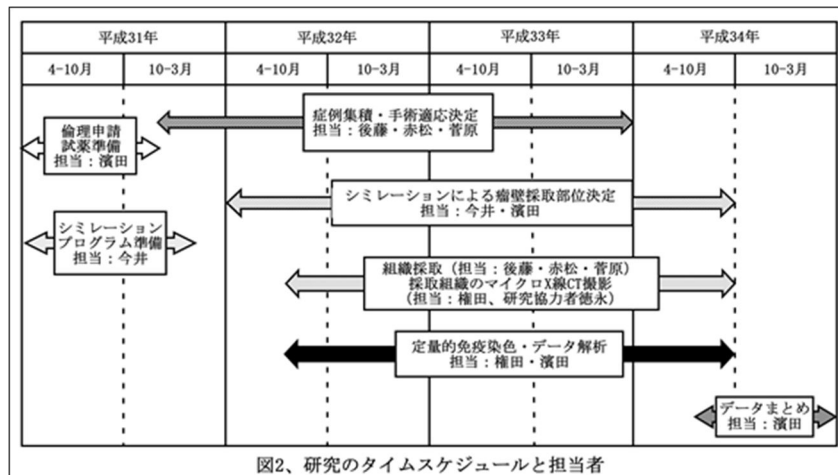 平成31年 平成32年 平成33年 平成34年
4-10月 10-3月 4-10月 10-3月 4-10月 10-3月 4-10月 10-3月
症例集積・手術適応決定
担当：後藤・赤松・菅原
倫理申請
試薬準備
担当：濱田
シミレーションによる瘤壁採取部位決定
担当：今井・濱田
シミレーション
プログラム準備
担当：今井
組織採取（担当：後藤・赤松・菅原）
採取組織のマイクロX線CT撮影
（担当：権田、研究協力者徳永）
定量的免疫染色・データ解析
担当：権田・濱田
データまとめ
担当：濱田
図2、研究のタイムスケジュールと担当者